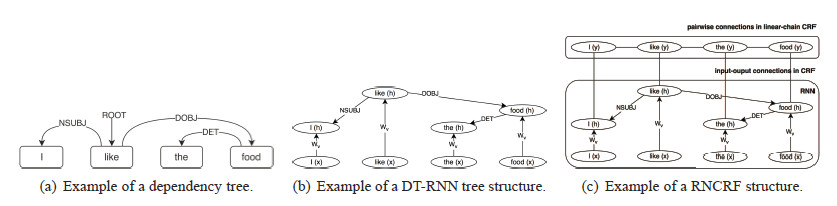 NSUBJ
ROOT
DOBJ
DET
I
like
the
food
(a) Example of a dependency tree.
like (h)
DOBJ
NSUBJ
food (h)
DET
I (h)
the (h)
Wv
Wv
Wv
Wv
I (x)
like (x)
the (x)
food (x)
(b) Example of a DT-RNN tree structure.
pairwise connections in linear-chain CRF
I (y)
like (y)
the (y)
food (y)
input-ouput connections in CRF
RNN
like (h)
DOBJ
NSUBJ
food (h)
DET
I (h)
the (h)
Wv
Wv
Wv
Wv
I (x)
like (x)
the (x)
food (x)
(c) Example of a RNCRF structure.